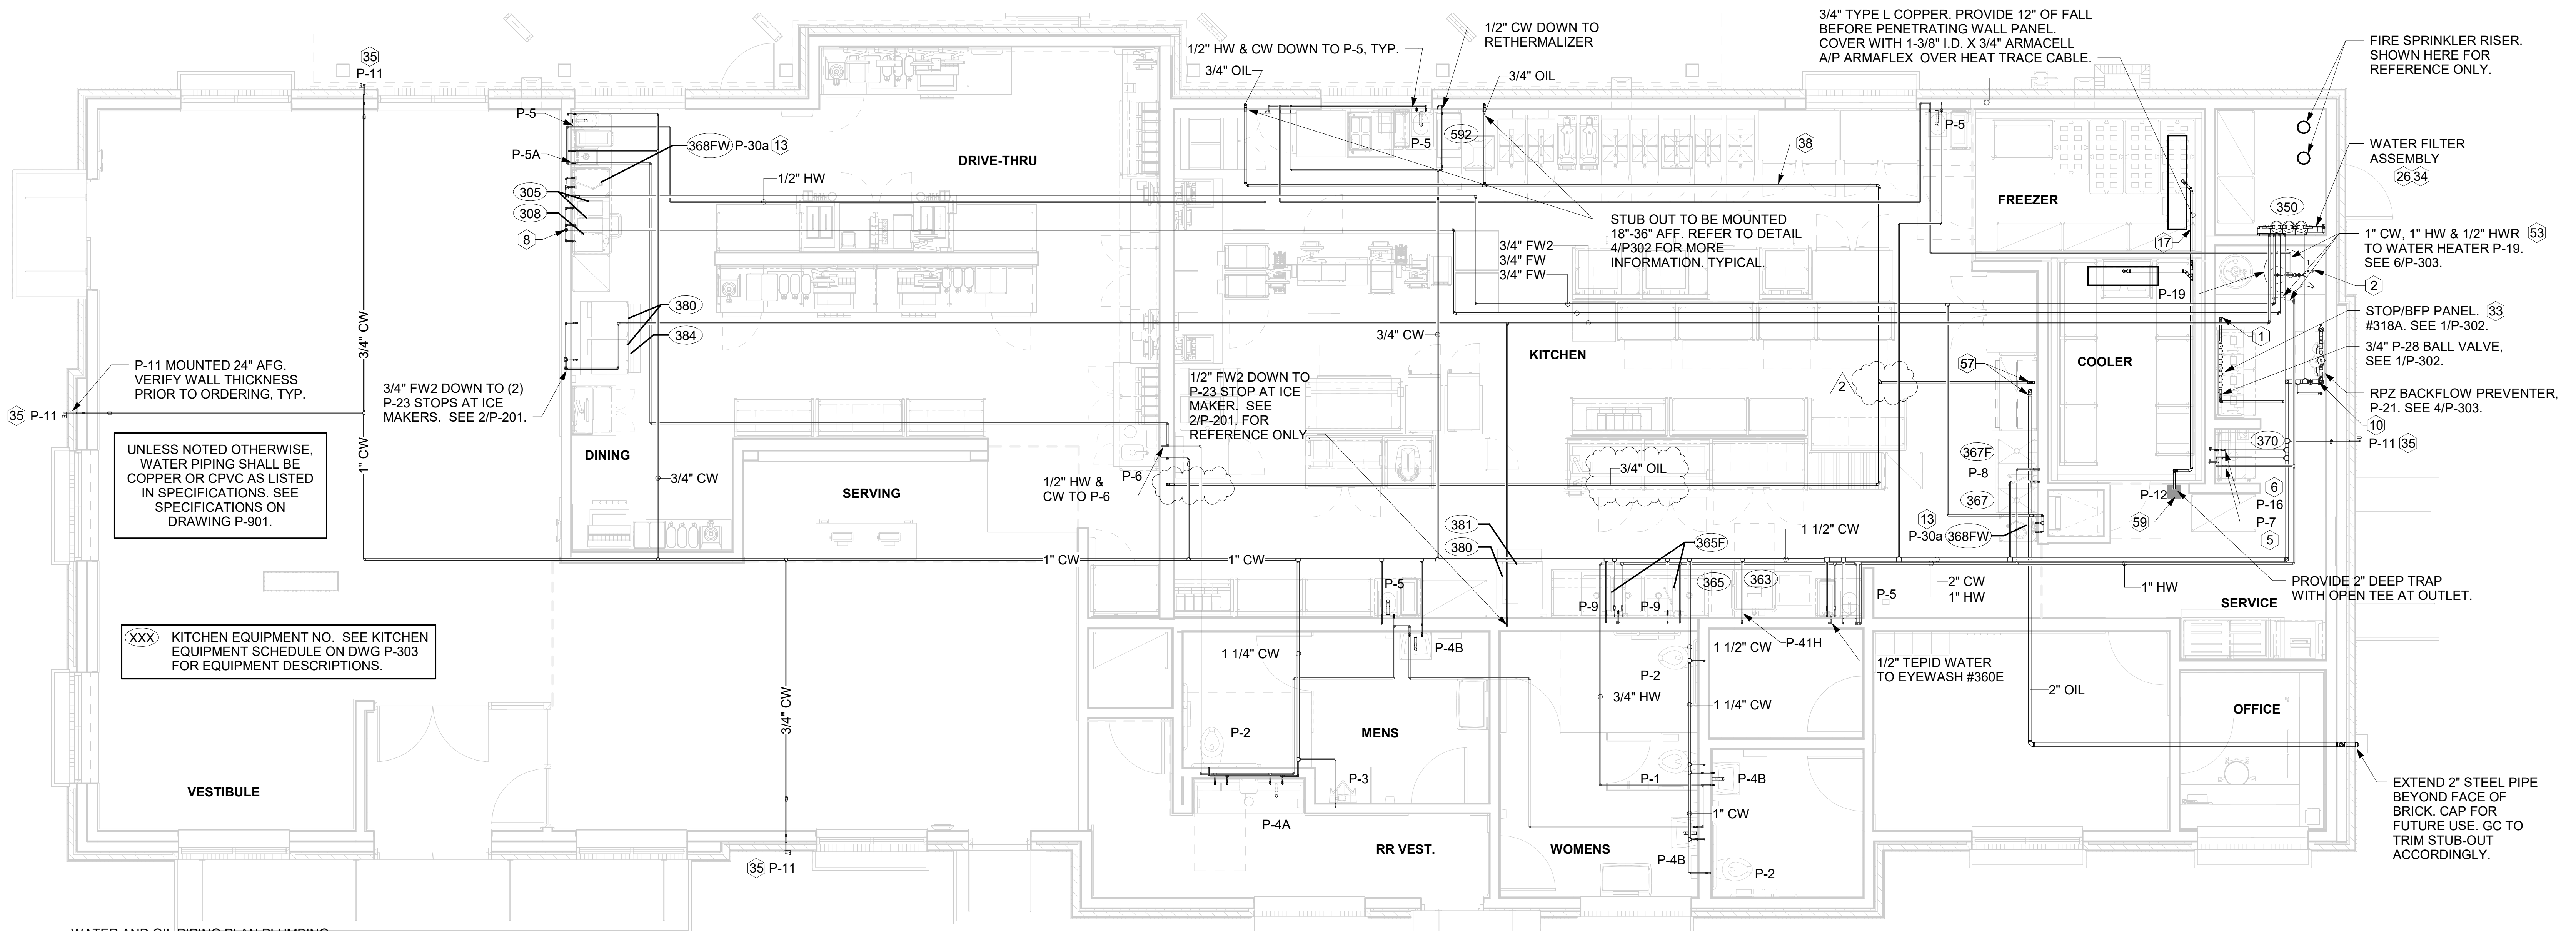 35
P-11
1/2" HW & CW DOWN TO P-5, TYP.
3/4" OIL
1/2" CW DOWN TO
RETHERMALIZER
3/4" OIL
3/4" TYPE L COPPER. PROVIDE 12" OF FALL
BEFORE PENETRATING WALL PANEL.
COVER WITH 1-3/8" I.D. X 3/4" ARMACELL
A/P ARMAFLEX OVER HEAT TRACE CABLE.
FIRE SPRINKLER RISER.
SHOWN HERE FOR
REFERENCE ONLY.
P-5
P-5A
368FW P-30a 13
DRIVE-THRU
1/2" HW
305
308
8
P-5
592
38
P-5
FREEZER
17
350
WATER FILTER
ASSEMBLY
26 34
1" CW, 1" HW & 1/2" HWR 53
TO WATER HEATER P-19.
SEE 6/P-303.
STUB OUT TO BE MOUNTED
18"-36" AFF. REFER TO DETAIL
4/P302 FOR MORE
INFORMATION. TYPICAL.
3/4" FW2
3/4" FW
3/4" FW
P-19
2
STOP/BFP PANEL. 33
#318A. SEE 1/P-302.
1
3/4" P-28 BALL VALVE,
SEE 1/P-302.
RPZ BACKFLOW PREVENTER,
P-21. SEE 4/P-303.
10
P-11 35
380
384
3/4" CW
3/4" CW
KITCHEN
COOLER
57
2
P-11 MOUNTED 24" AFG.
VERIFY WALL THICKNESS
PRIOR TO ORDERING, TYP.
35 P-11
3/4" FW2 DOWN TO (2)
P-23 STOPS AT ICE
MAKERS. SEE 2/P-201.
1/2" FW2 DOWN TO
P-23 STOP AT ICE
MAKER. SEE
2/P-201. FOR
REFERENCE ONLY.
UNLESS NOTED OTHERWISE,
WATER PIPING SHALL BE
COPPER OR CPVC AS LISTED
IN SPECIFICATIONS. SEE
SPECIFICATIONS ON
DRAWING P-901.
1" CW
DINING
3/4" CW
SERVING
P-6
1/2" HW &
CW TO P-6
3/4" OIL
367F
P-8
367
370
P-12
59
6
P-16
P-7
5
13
P-30a 368FW
381
380
365F
1 1/2" CW
1" CW
1" CW
P-5
P-9
P-9
365
363
P-5
2" CW
1" HW
1" HW
PROVIDE 2" DEEP TRAP
WITH OPEN TEE AT OUTLET.
SERVICE
XXX
KITCHEN EQUIPMENT NO. SEE KITCHEN
EQUIPMENT SCHEDULE ON DWG P-303
FOR EQUIPMENT DESCRIPTIONS.
1 1/4" CW
P-4B
1 1/2" CW
P-41H
1/2" TEPID WATER
TO EYEWASH #360E
P-2
3/4" HW
1 1/4" CW
2" OIL
OFFICE
3/4" CW
P-2
MENS
P-3
P-1
P-4B
VESTIBULE
P-4A
1" CW
EXTEND 2" STEEL PIPE
BEYOND FACE OF
BRICK. CAP FOR
FUTURE USE. GC TO
TRIM STUB-OUT
ACCORDINGLY.
35 P-11
RR VEST.
WOMENS
P-4B
P-2
WATER AND OIL PIPING PLAN PLUMBING